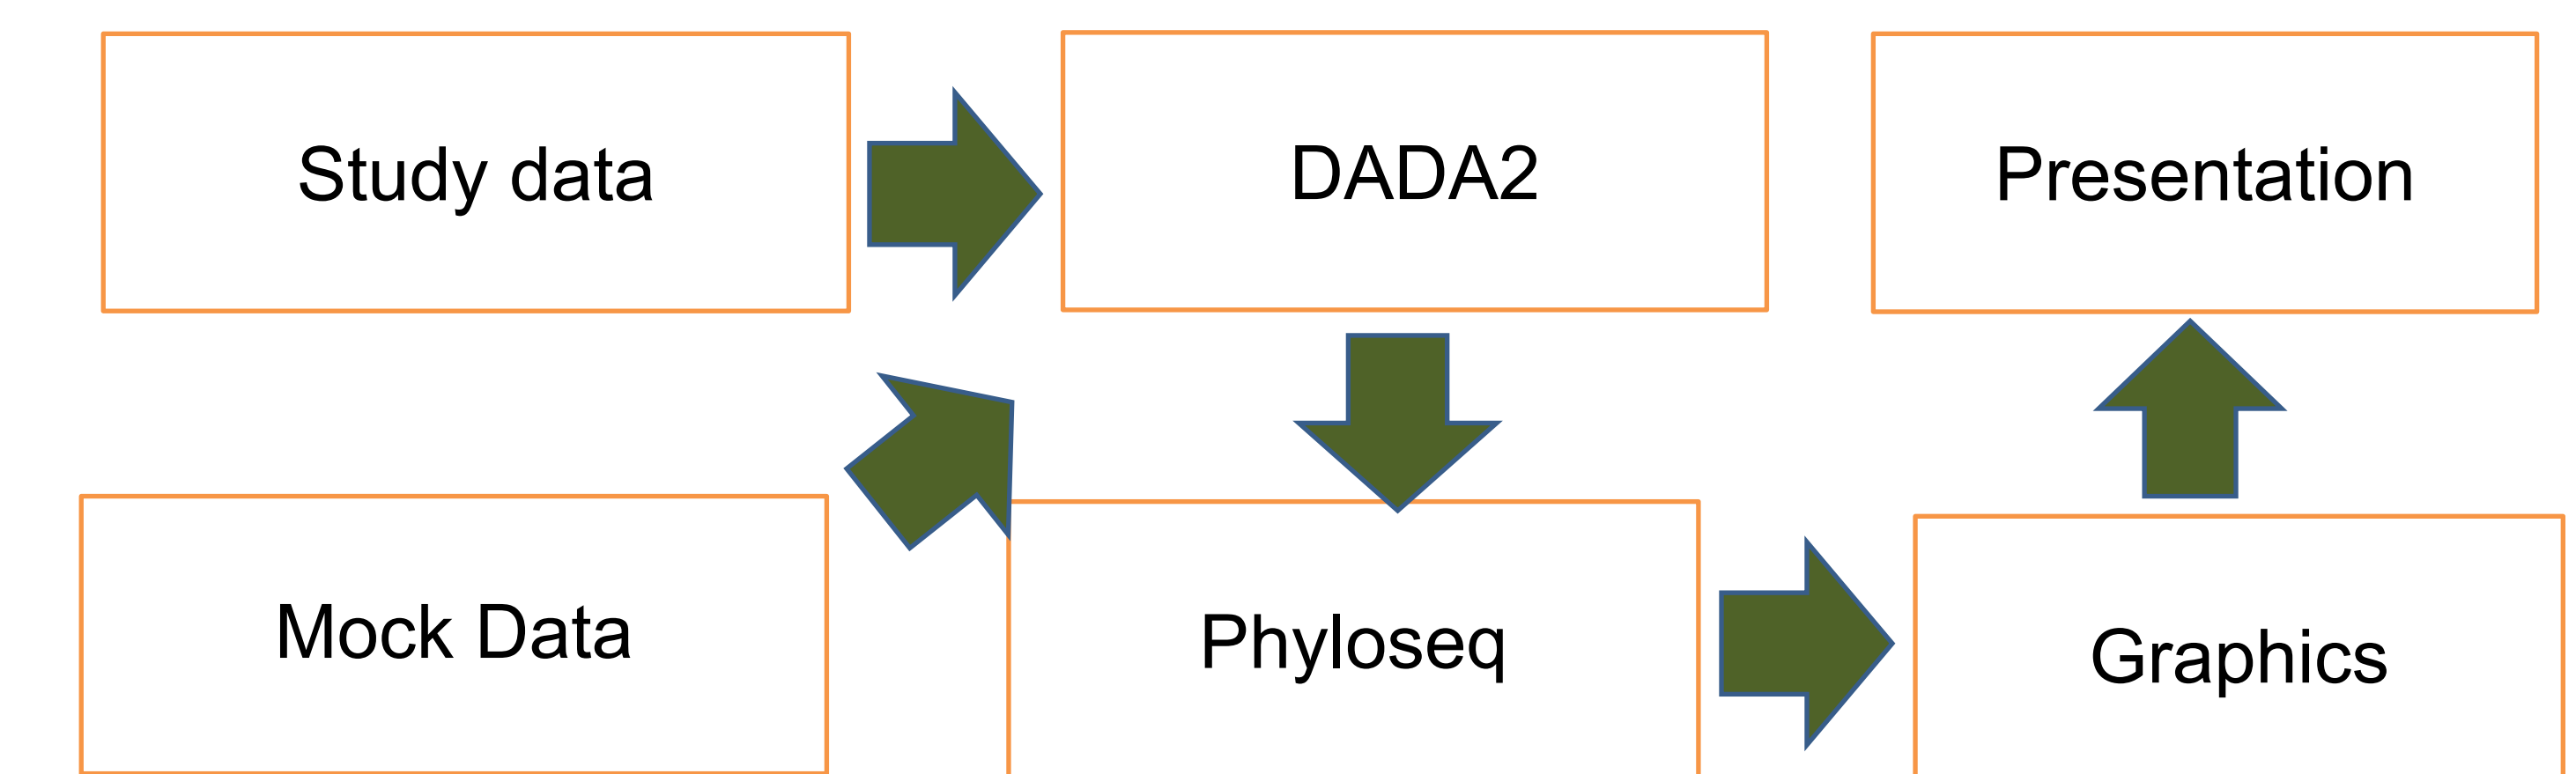 Study data
DADA2
Presentation
Mock Data
Phyloseq
Graphics